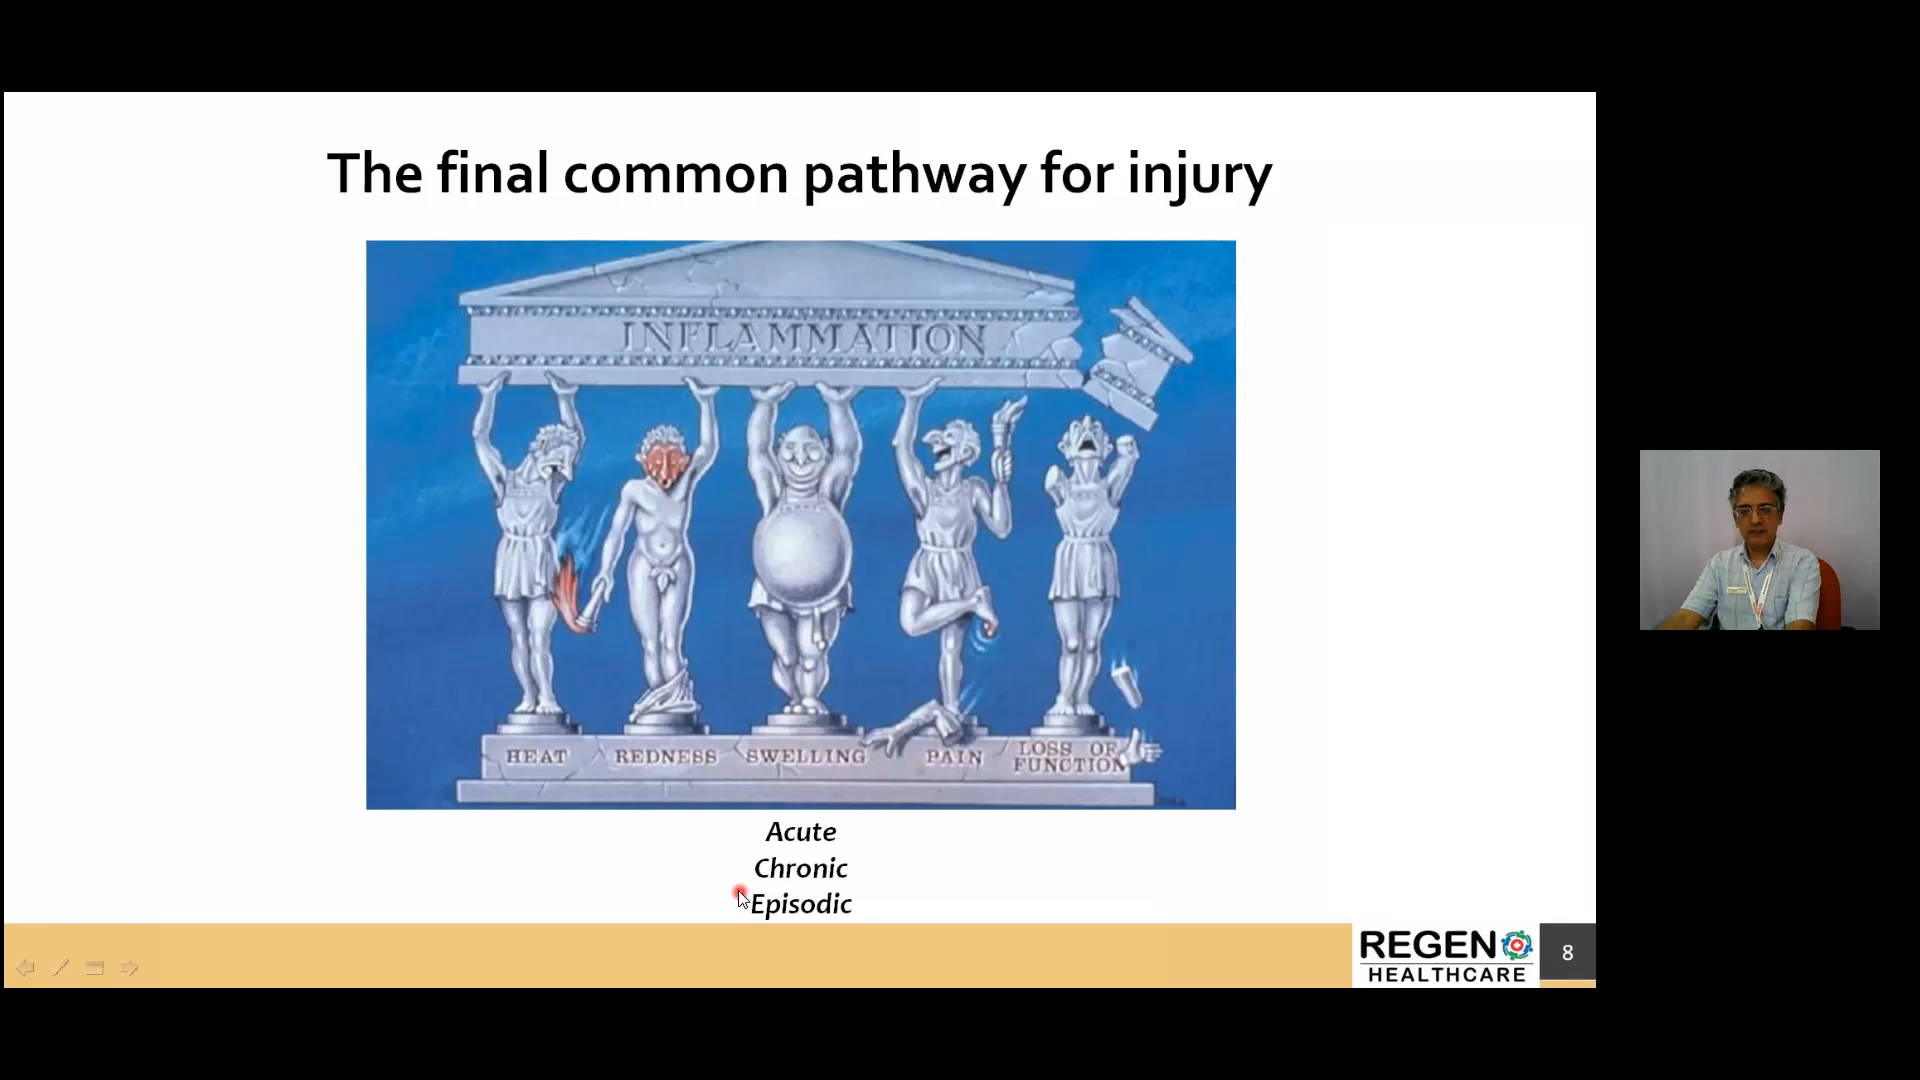 The final common pathway for injury
INFLAMMATION
HEAT
REDNESS
SWELLING
PAIN
LOSS OF
FUNCTION
Acute
Chronic
Episodic
REGEN
HEALTHCARE
8